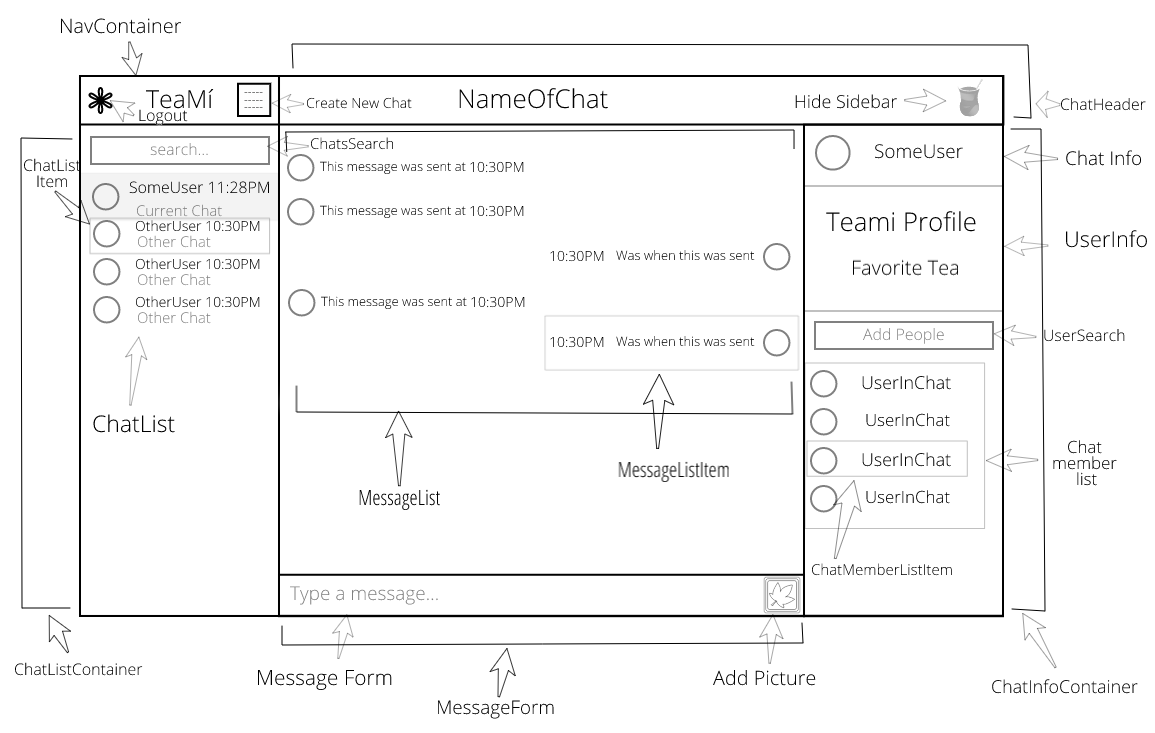 NavContainer
TeaMí
Logout
Create New Chat
NameOfChat
Hide Sidebar
ChatHeader
search...
ChatsSearch
ChatList
Item
SomeUser 11:28PM
Current Chat
OtherUser 10:30PM
Other Chat
OtherUser 10:30PM
Other Chat
OtherUser 10:30PM
Other Chat
ChatList
ChatListContainer
This message was sent at 10:30PM
This message was sent at 10:30PM
10:30PM Was when this was sent
This message was sent at 10:30PM
10:30PM Was when this was sent
MessageList
MessageListItem
Type a message...
Message Form
MessageForm
Add Picture
SomeUser
Chat Info
Teami Profile
Favorite Tea
UserInfo
Add People
UserSearch
UserInChat
UserInChat
UserInChat
UserInChat
Chat
member
list
ChatMemberListItem
ChatInfoContainer